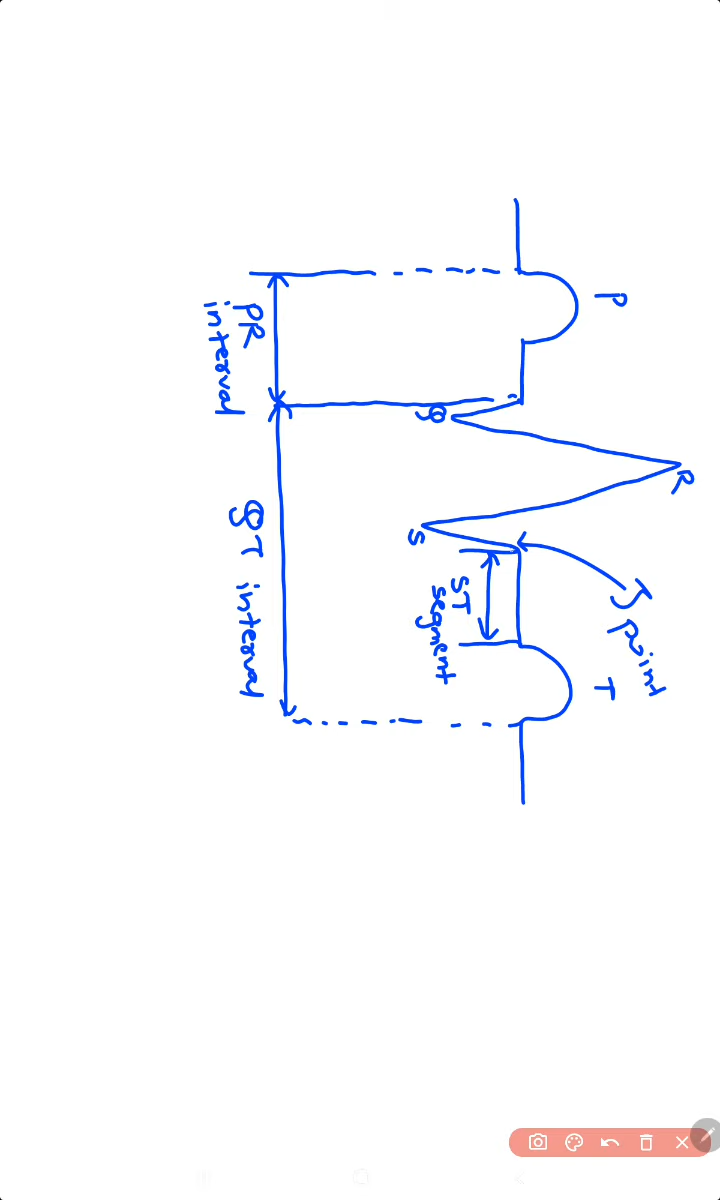 P
R
J point
T
Q
S
ST
segment
PR
interval
QT interval